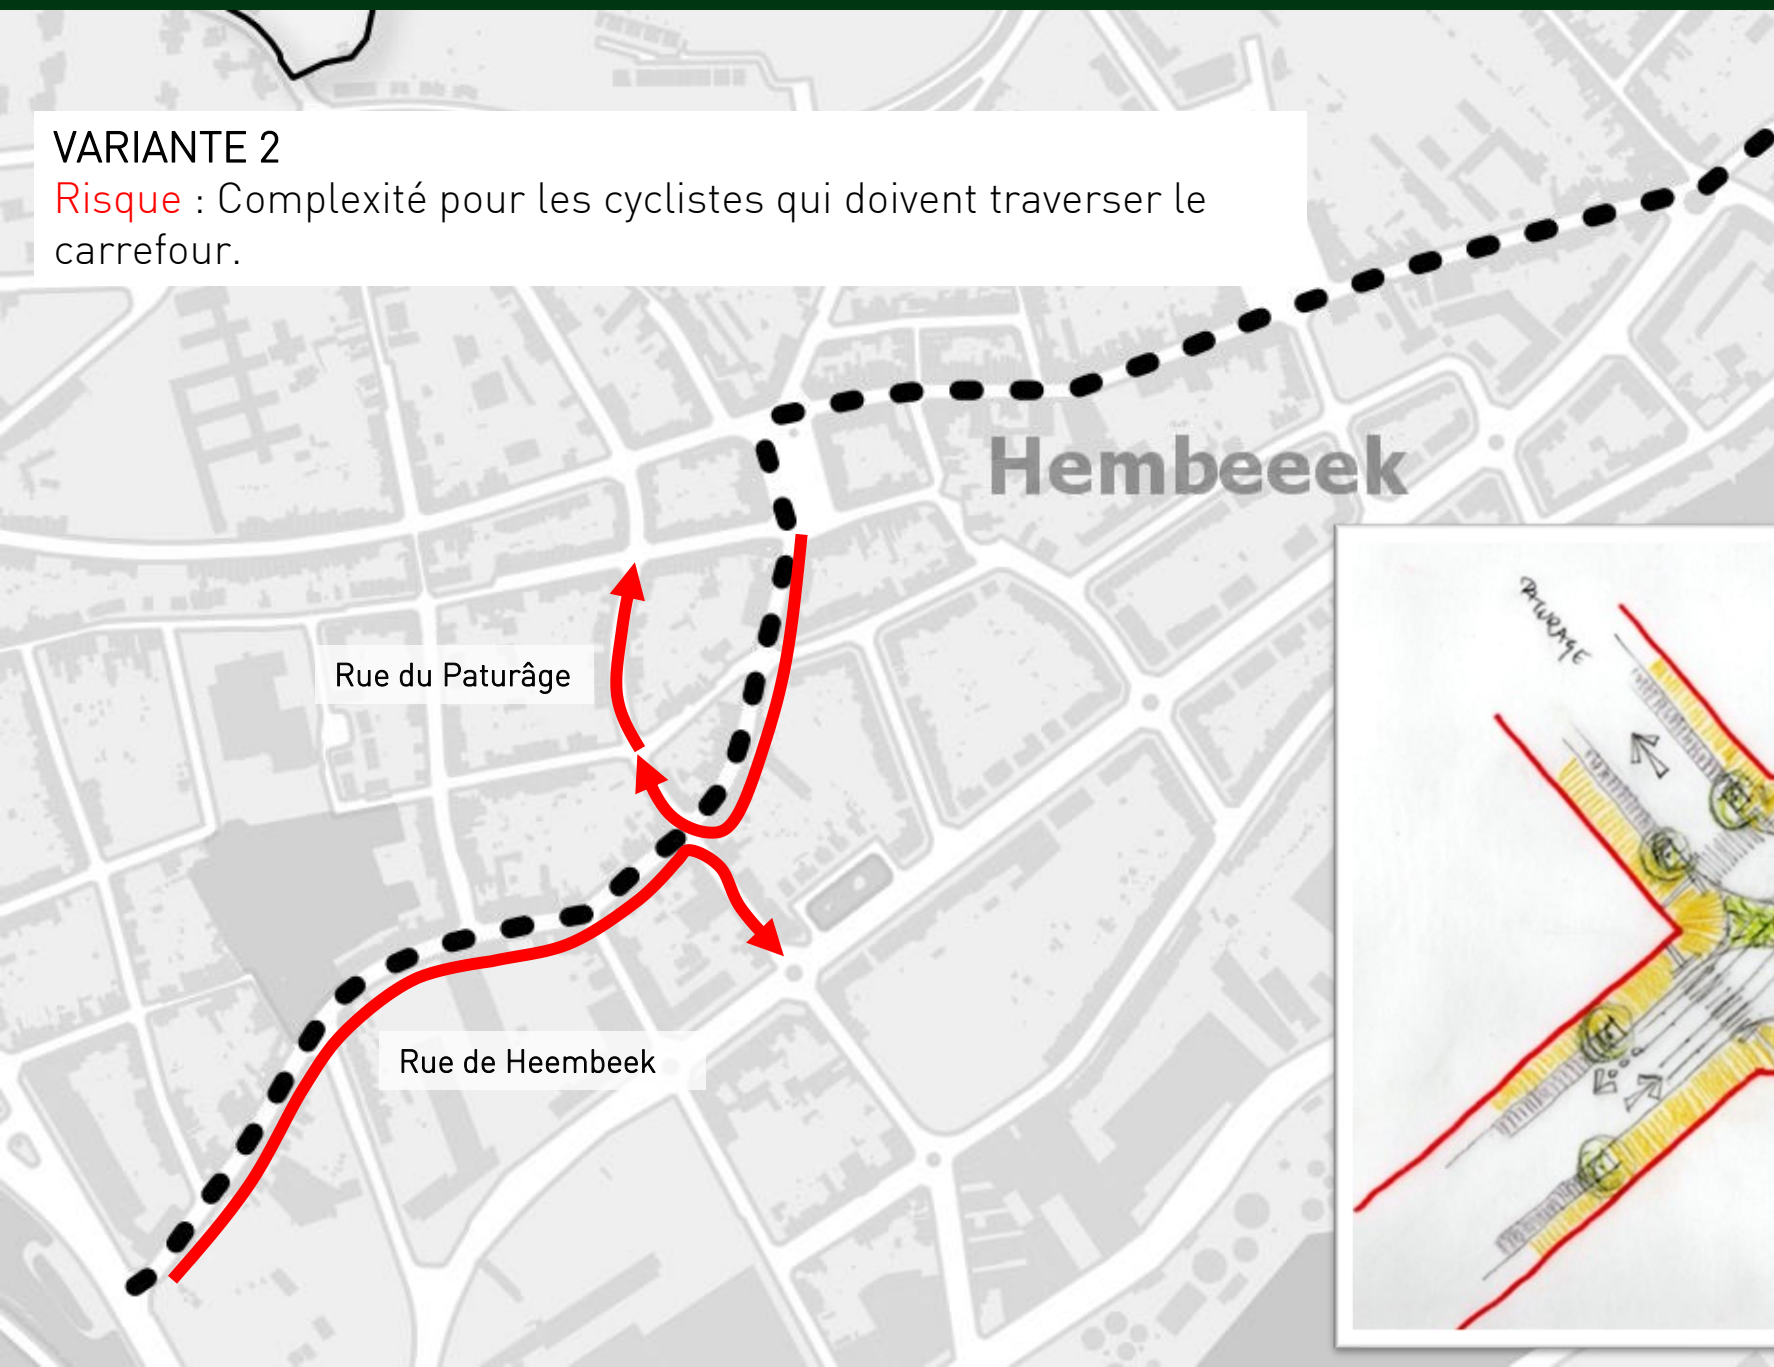 VARIANTE 2
Risque : Complexité pour les cyclistes qui doivent traverser le
carrefour.
Hembeeek
Rue du Paturâge
PATURAGE
Rue de Heembeek